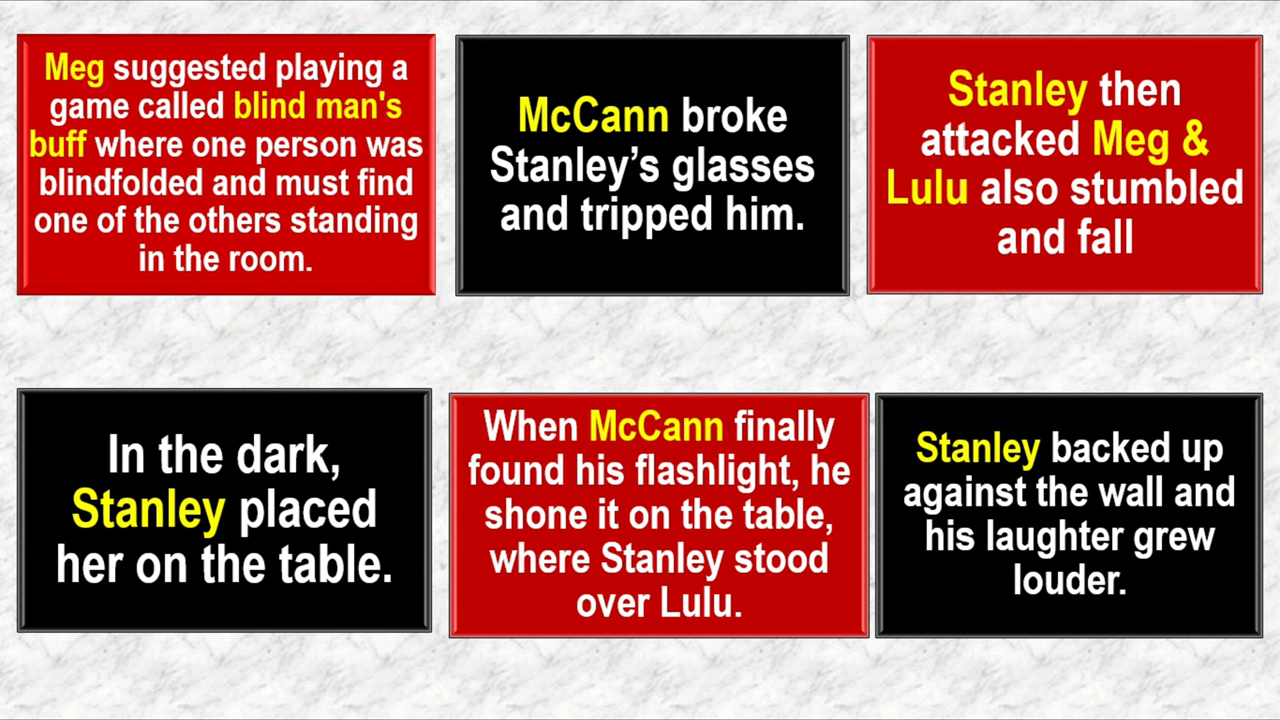 Meg suggested playing a
game called blind man's
buff where one person was
blindfolded and must find
one of the others standing
in the room.
McCann broke
Stanley’s glasses
and tripped him.
Stanley then
attacked Meg &
Lulu also stumbled
and fall
In the dark,
Stanley placed
her on the table.
When McCann finally
found his flashlight, he
shone it on the table,
where Stanley stood
over Lulu.
Stanley backed up
against the wall and
his laughter grew
louder.